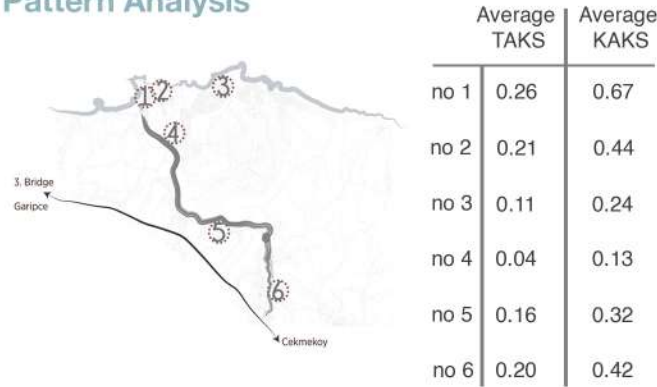 Pattern Analysis
1 2 3
4
3. Bridge
Garipce
5
6
Cekmekoy
Average TAKS Average KAKS
no 1 0.26 0.67
no 2 0.21 0.44
no 3 0.11 0.24
no 4 0.04 0.13
no 5 0.16 0.32
no 6 0.20 0.42